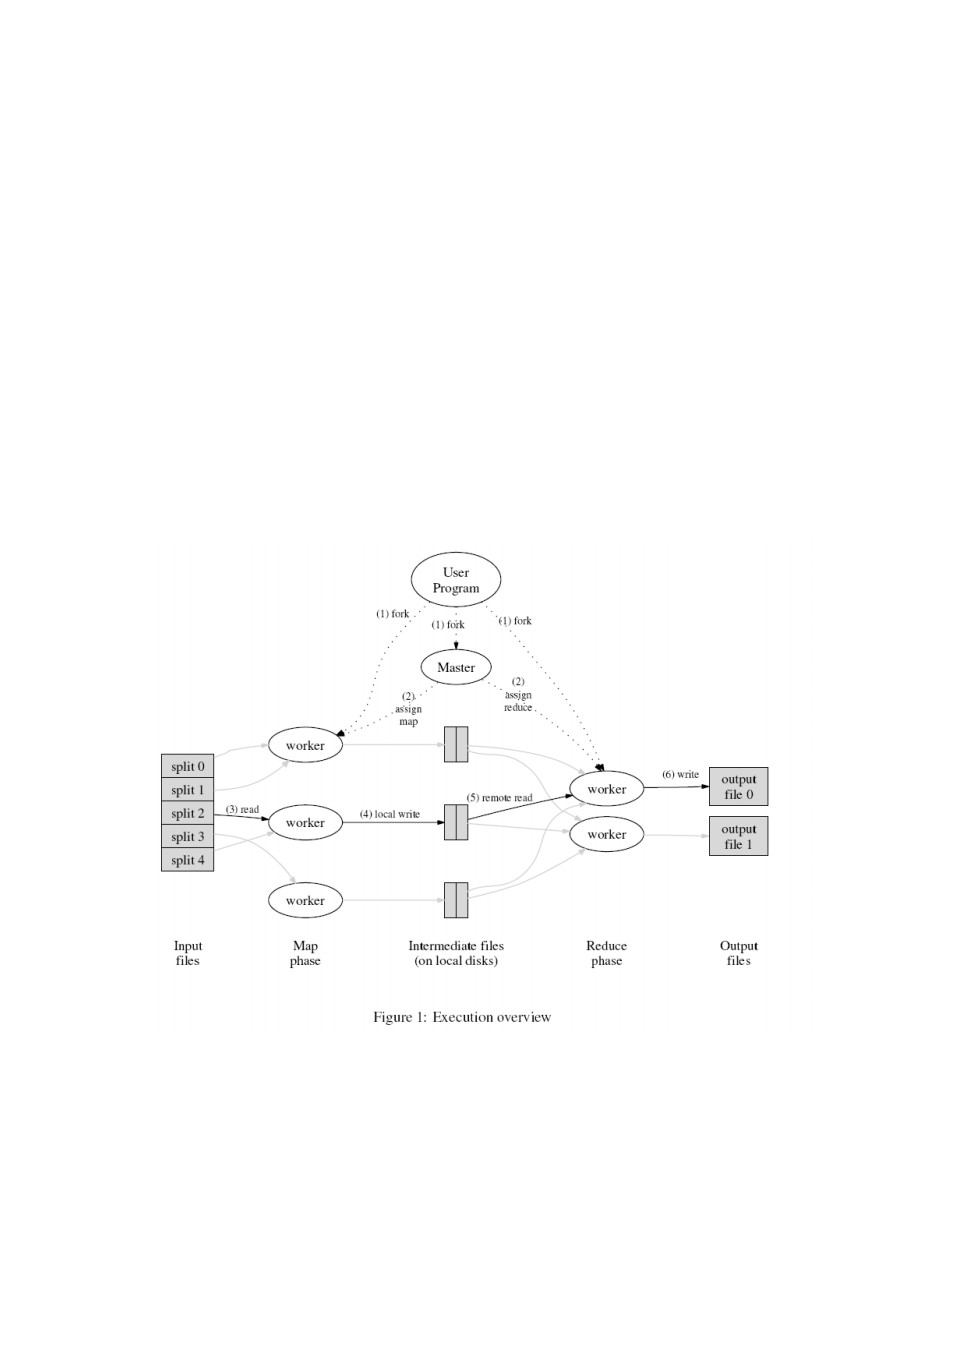 User
Program
(1) fork
(1) fork
(1) fork
Master
(2)
assign
map
(2)
assign
reduce
worker
split 0
split 1
split 2
split 3
split 4
(3) read
worker
(4) local write
(5) remote read
worker
(6) write
output
file 0
worker
output
file 1
worker
Input
files
Map
phase
Intermediate files
(on local disks)
Reduce
phase
Output
files
Figure 1: Execution overview